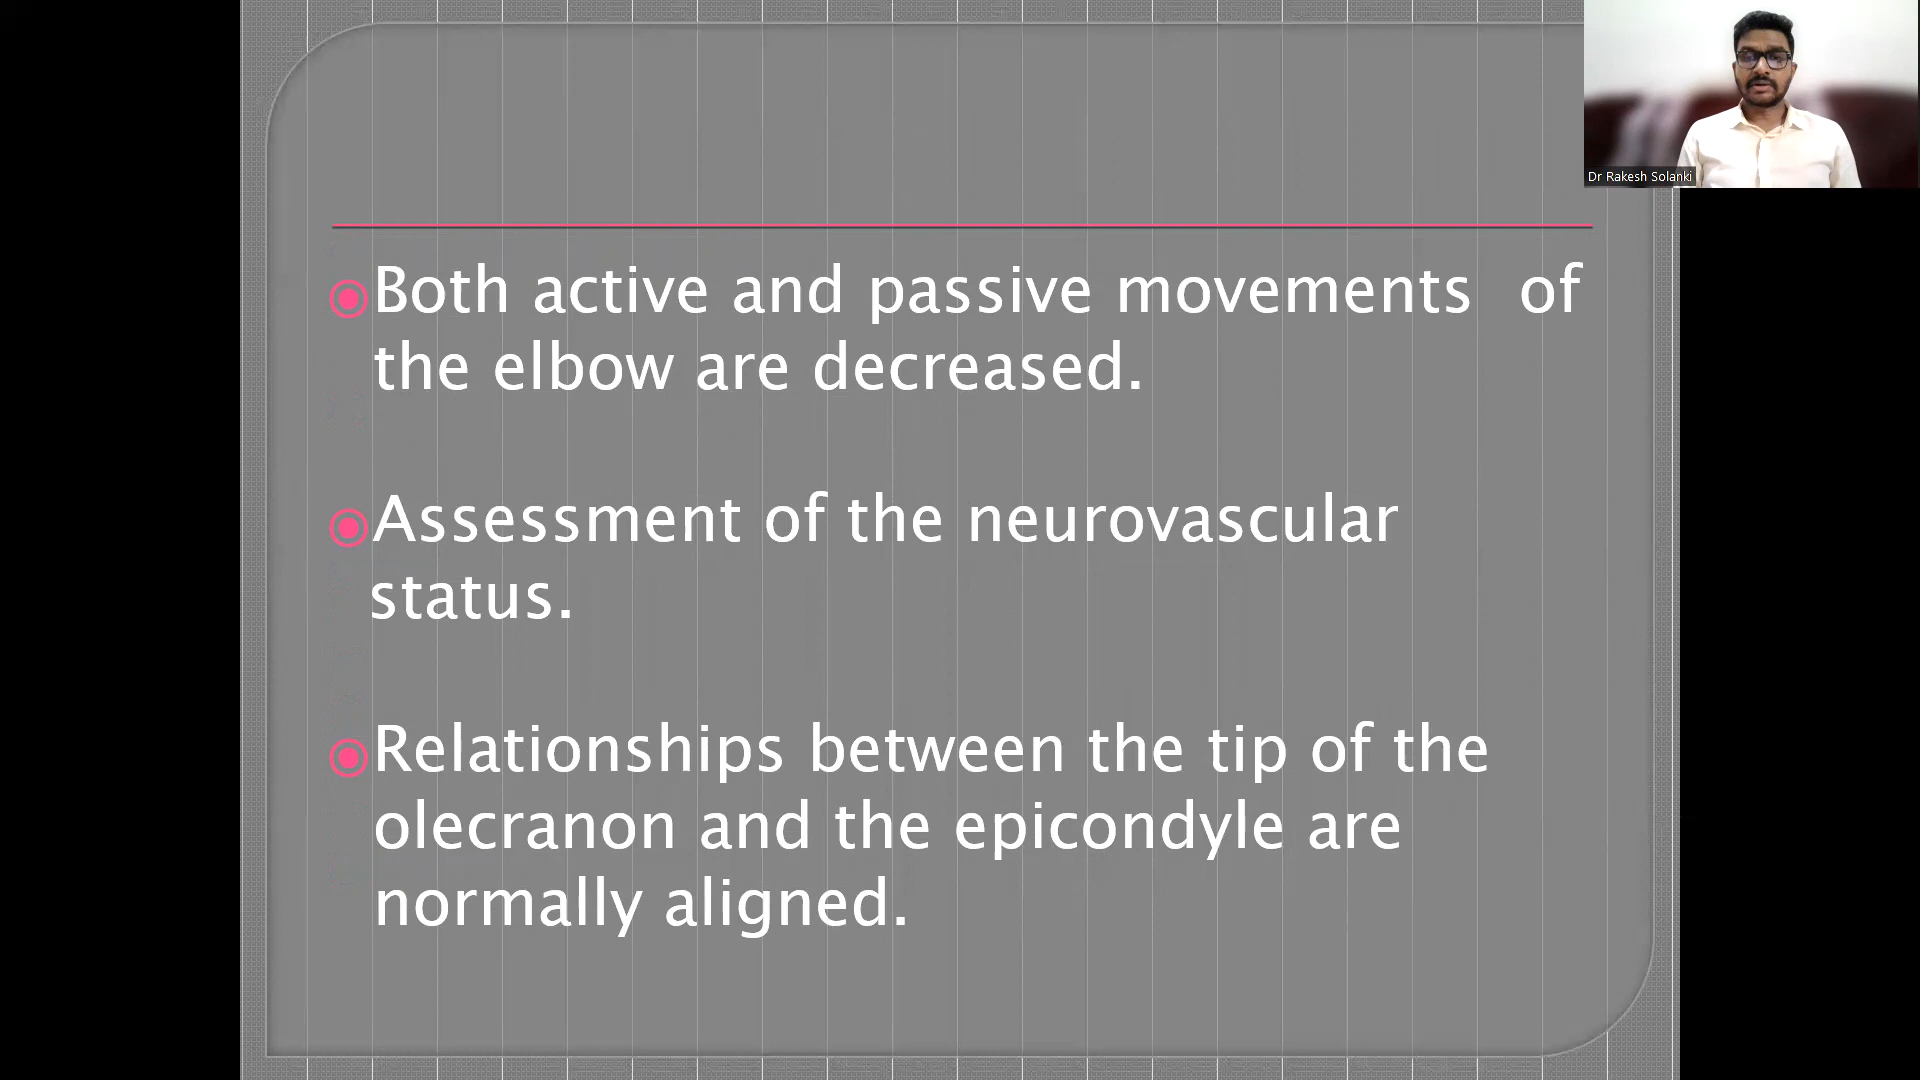 Dr Rakesh Solanki
Both active and passive movements of
the elbow are decreased.
Assessment of the neurovascular
status.
Relationships between the tip of the
olecranon and the epicondyle are
normally aligned.